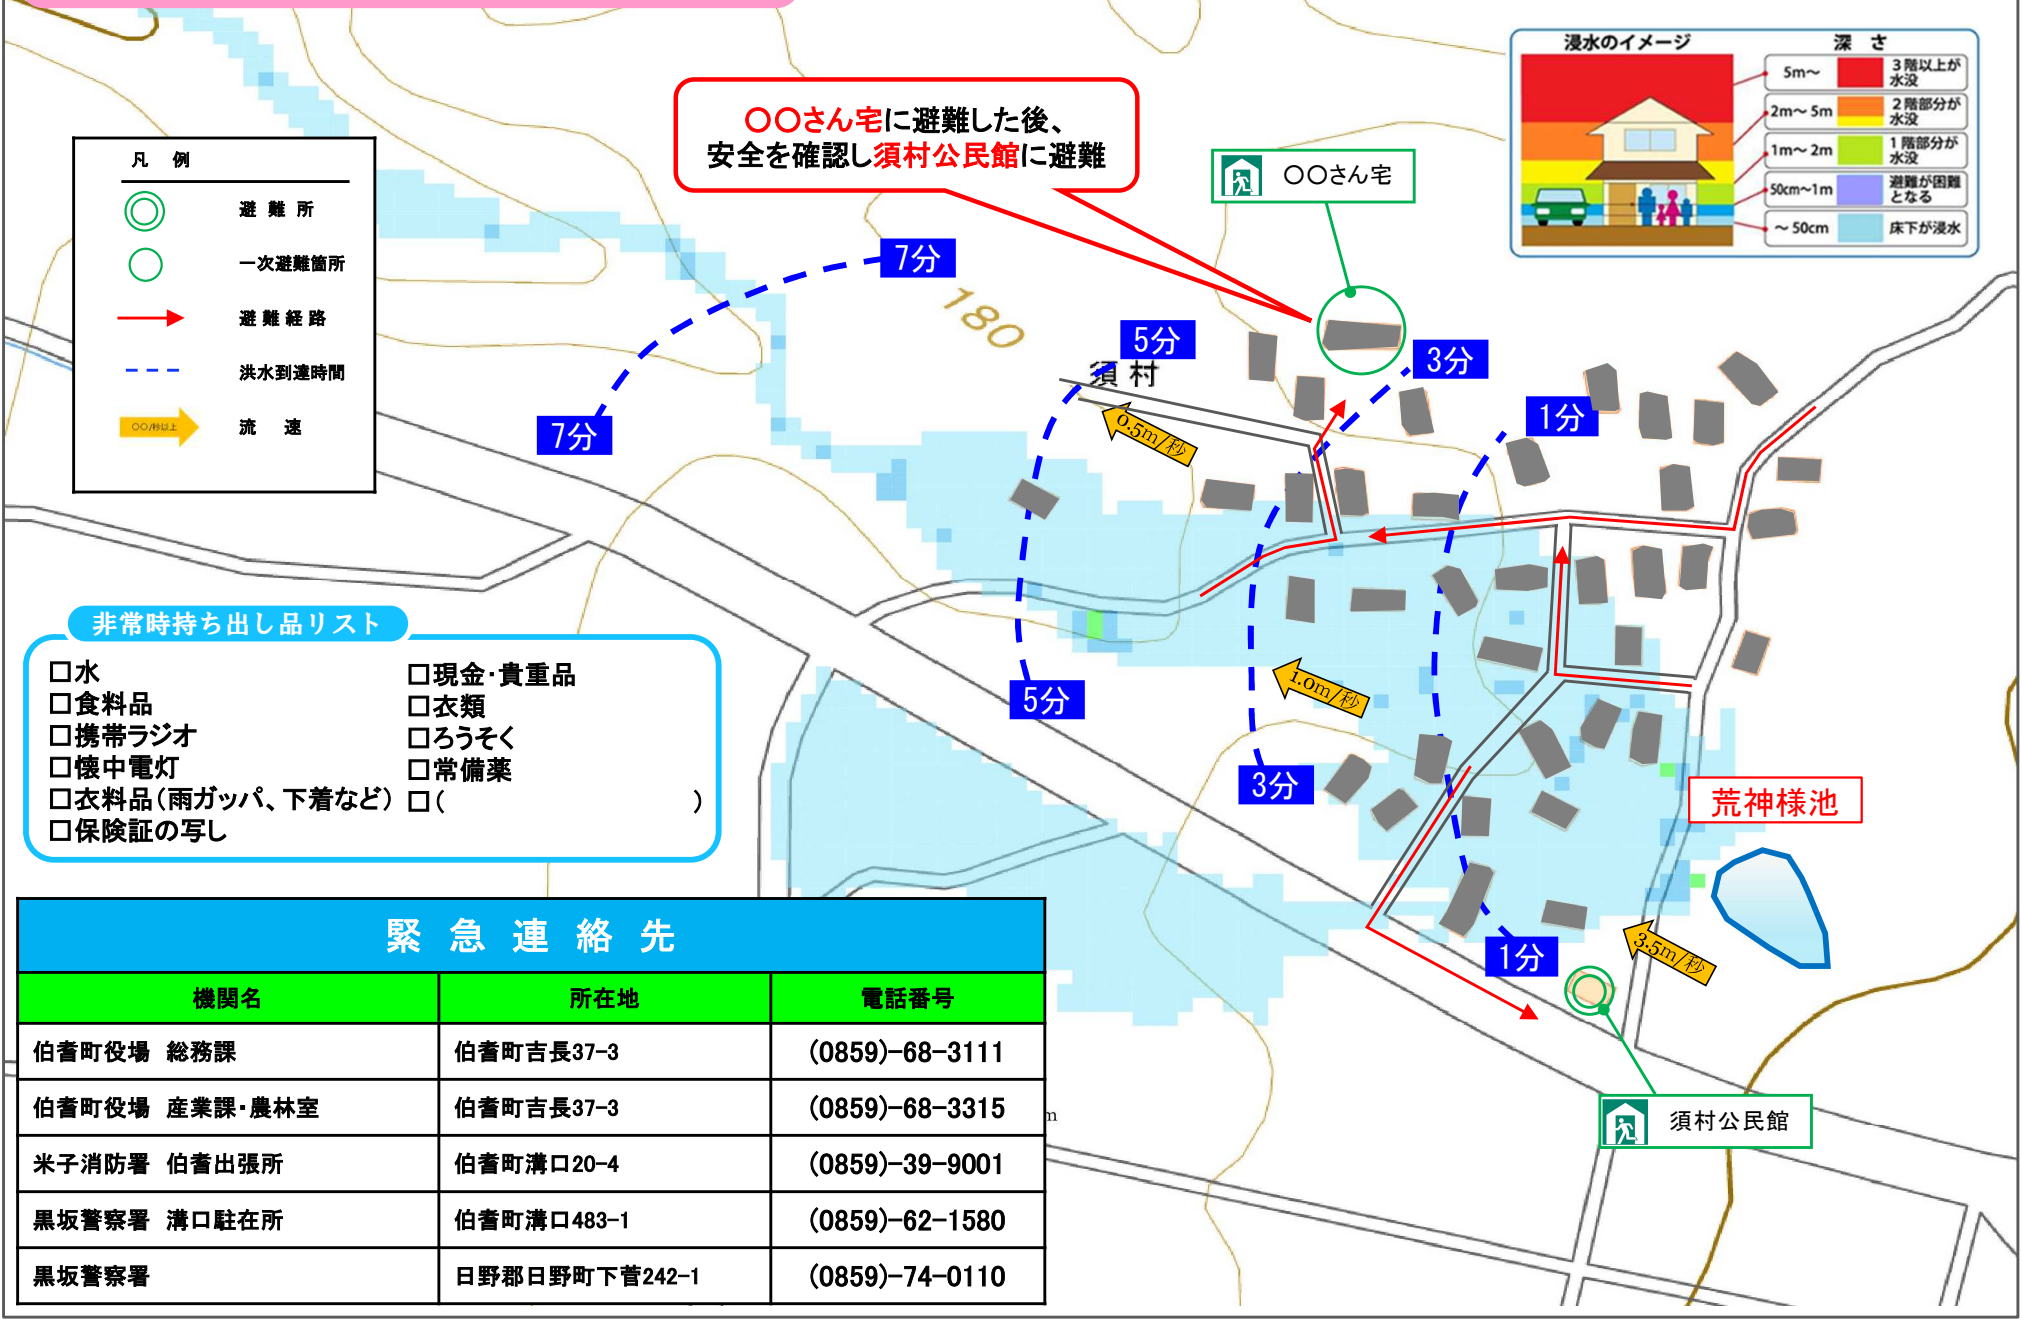 浸水のイメージ
深 さ
5m~ 3階以上が水没
2m~5m 2階部分が水没
1m~2m 1階部分が水没
50cm~1m 避難が困難となる
~50cm 床下が浸水
〇〇さん宅に避難した後、
安全を確認し須村公民館に避難
〇〇さん宅
凡 例
避 難 所
一次避難箇所
避 難 経 路
洪水到達時間
〇〇/秒以上
流 速
7分
7分
180
5分
須 村
3分
1分
0.5m/秒
5分
1.0m/秒
3分
荒神様池
1分
3.5m/秒
須村公民館
非常時持ち出し品リスト
□水
□食料品
□携帯ラジオ
□懐中電灯
□衣料品(雨ガッパ、下着など)
□保険証の写し
□現金・貴重品
□衣類
□ろうそく
□常備薬
□( )
緊 急 連 絡 先
機関名 所在地 電話番号
伯耆町役場 総務課 伯耆町吉長37-3 (0859)-68-3111
伯耆町役場 産業課・農林室 伯耆町吉長37-3 (0859)-68-3315
米子消防署 伯耆出張所 伯耆町溝口20-4 (0859)-39-9001
黒坂警察署 溝口駐在所 伯耆町溝口483-1 (0859)-62-1580
黒坂警察署 日野郡日野町下菅242-1 (0859)-74-0110
m